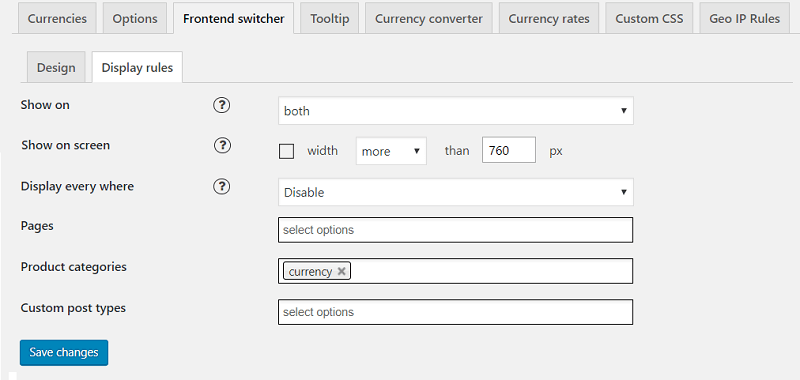 Currencies Options Frontend switcher Tooltip Currency converter Currency rates Custom CSS Geo IP Rules
Design Display rules
Show on ? both
Show on screen ? width more than 760 px
Display every where ? Disable
Pages select options
Product categories currency ×
Custom post types select options
Save changes